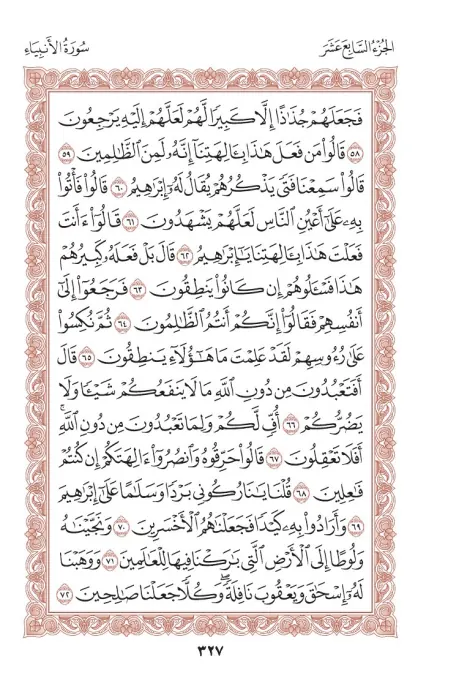 الجزء السابع عشر
سورة الأنبياء
فَجَعَلَهُمْ جُذَاذًا إِلَّا كَبِيرًا لَّهُمْ لَعَلَّهُمْ إِلَيْهِ يَرْجِعُونَ
٥٨ قَالُوا۟ مَن فَعَلَ هَٰذَا بِـَٔالِهَتِنَآ إِنَّهُۥ لَمِنَ ٱلظَّٰلِمِينَ ٥٩
قَالُوا۟ سَمِعْنَا فَتًى يَذْكُرُهُمْ يُقَالُ لَهُۥٓ إِبْرَٰهِيمُ ٦٠ قَالُوا۟ فَأْتُوا۟
بِهِۦ عَلَىٰٓ أَعْيُنِ ٱلنَّاسِ لَعَلَّهُمْ يَشْهَدُونَ ٦١ قَالُوٓا۟ ءَأَنتَ
فَعَلْتَ هَٰذَا بِـَٔالِهَتِنَا يَٰٓإِبْرَٰهِيمُ ٦٢ قَالَ بَلْ فَعَلَهُۥ كَبِيرُهُمْ
هَٰذَا فَسْـَٔلُوهُمْ إِن كَانُوا۟ يَنطِقُونَ ٦٣ فَرَجَعُوٓا۟ إِلَىٰٓ
أَنفُسِهِمْ فَقَالُوٓا۟ إِنَّكُمْ أَنتُمُ ٱلظَّٰلِمُونَ ٦٤ ثُمَّ نُكِسُوا۟
عَلَىٰ رُءُوسِهِمْ لَقَدْ عَلِمْتَ مَا هَٰٓؤُلَآءِ يَنطِقُونَ ٦٥ قَالَ
أَفَتَعْبُدُونَ مِن دُونِ ٱللَّهِ مَا لَا يَنفَعُكُمْ شَيْـًٔا وَلَا
يَضُرُّكُمْ ٦٦ أُفٍّ لَّكُمْ وَلِمَا تَعْبُدُونَ مِن دُونِ ٱللَّهِۚ
أَفَلَا تَعْقِلُونَ ٦٧ قَالُوا۟ حَرِّقُوهُ وَٱنصُرُوٓا۟ ءَالِهَتَكُمْ إِن كُنتُمْ
فَٰعِلِينَ ٦٨ قُلْنَا يَٰنَارُ كُونِى بَرْدًا وَسَلَٰمًا عَلَىٰٓ إِبْرَٰهِيمَ
٦٩ وَأَرَادُوا۟ بِهِۦ كَيْدًا فَجَعَلْنَٰهُمُ ٱلْأَخْسَرِينَ ٧٠ وَنَجَّيْنَٰهُ
وَلُوطًا إِلَى ٱلْأَرْضِ ٱلَّتِى بَٰرَكْنَا فِيهَا لِلْعَٰلَمِينَ ٧١ وَوَهَبْنَا
لَهُۥٓ إِسْحَٰقَ وَيَعْقُوبَ نَافِلَةًۖ وَكُلًّا جَعَلْنَا صَٰلِحِينَ ٧٢
٣٢٧